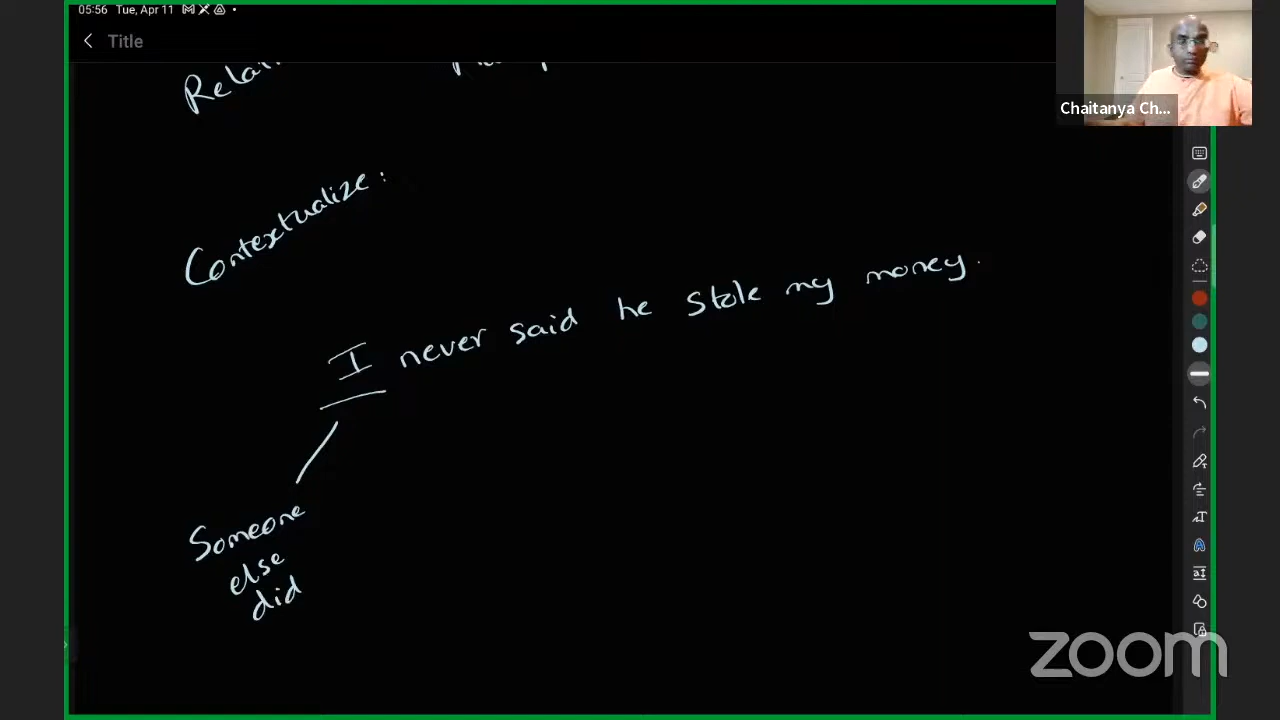 05:56 Tue, Apr 11
Title
Chaitanya Ch...
Contextualize:
I never said he stole my money.
Someone
else
did
zoom